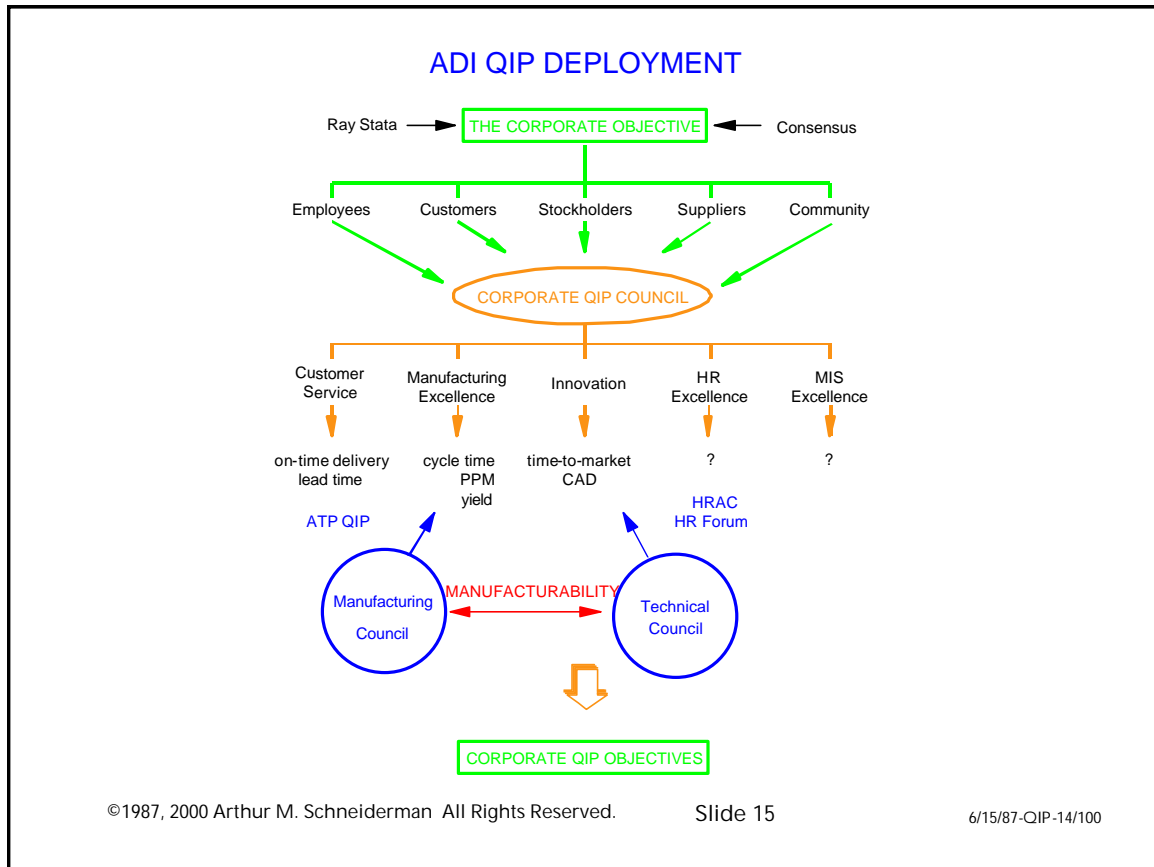 ADI QIP DEPLOYMENT
Ray Stata
THE CORPORATE OBJECTIVE
Consensus
Employees
Customers
Stockholders
Suppliers
Community
CORPORATE QIP COUNCIL
Customer
Service
Manufacturing
Excellence
Innovation
HR
Excellence
MIS
Excellence
on-time delivery
lead time
cycle time
PPM
yield
time-to-market
CAD
?
?
ATP QIP
HRAC
HR Forum
Manufacturing
Council
MANUFACTURABILITY
Technical
Council
CORPORATE QIP OBJECTIVES
©1987, 2000 Arthur M. Schneiderman All Rights Reserved.
Slide 15
6/15/87-QIP-14/100